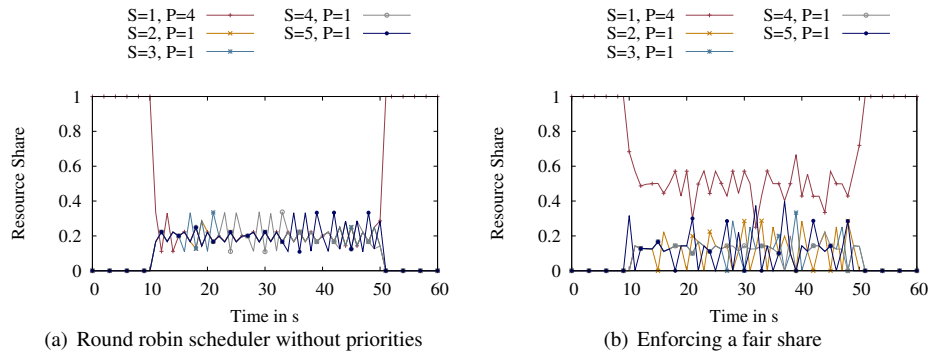 S=1, P=4
S=2, P=1
S=3, P=1
S=4, P=1
S=5, P=1
Resource Share
1
0.8
0.6
0.4
0.2
0
0 10 20 30 40 50 60
Time in s
(a) Round robin scheduler without priorities
S=1, P=4
S=2, P=1
S=3, P=1
S=4, P=1
S=5, P=1
Resource Share
1
0.8
0.6
0.4
0.2
0
0 10 20 30 40 50 60
Time in s
(b) Enforcing a fair share